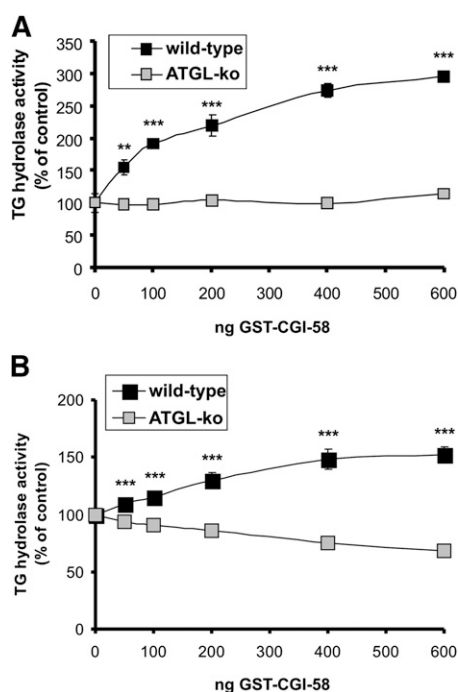 A
wild-type
ATGL-ko
TG hydrolase activity
(% of control)
350
300
250
200
150
100
50
0
**
***
***
***
***
0 100 200 300 400 500 600
ng GST-CGI-58
B
wild-type
ATGL-ko
TG hydrolase activity
(% of control)
200
150
100
50
0
***
***
***
***
***
0 100 200 300 400 500 600
ng GST-CGI-58